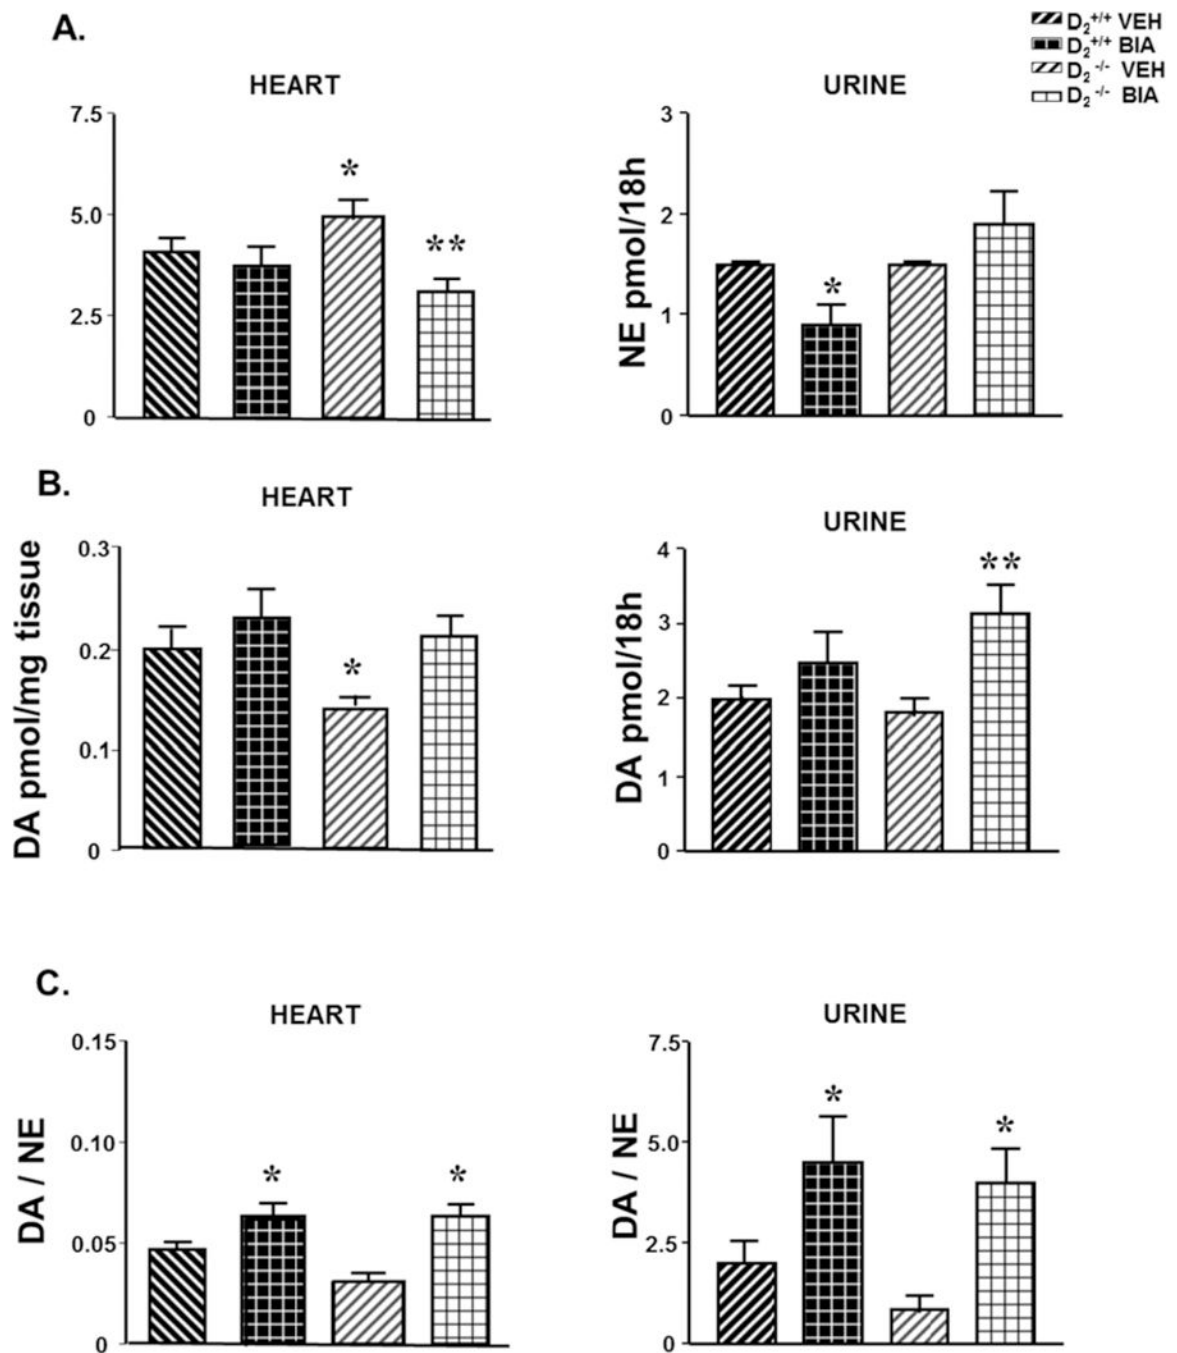 A.
D₂⁺/⁺ VEH
D₂⁺/⁺ BIA
D₂⁻/⁻ VEH
D₂⁻/⁻ BIA
HEART
7.5
5.0
2.5
0
*
**
URINE
NE pmol/18h
3
2
1
0
*
B.
HEART
DA pmol/mg tissue
0.3
0.2
0.1
0
*
URINE
DA pmol/18h
4
3
2
1
0
**
C.
HEART
DA / NE
0.15
0.10
0.05
0
*
*
URINE
DA / NE
7.5
5.0
2.5
0
*
*